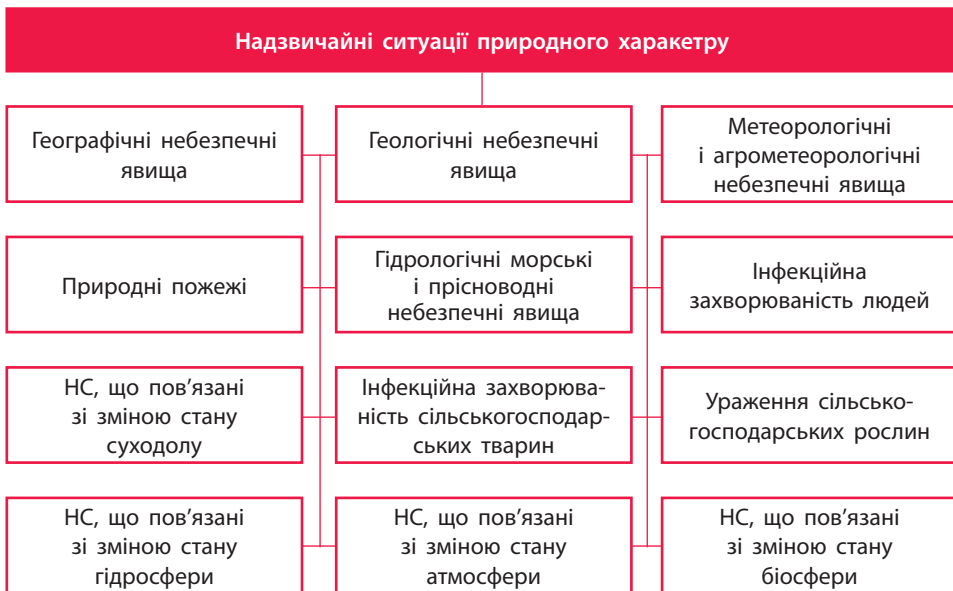 Надзвичайні ситуації природного харакетру
Географічні небезпечні
явища
Геологічні небезпечні
явища
Метеорологічні
і агрометеорологічні
небезпечні явища
Природні пожежі
Гідрологічні морські
і прісноводні
небезпечні явища
Інфекційна
захворюваність людей
НС, що пов’язані
зі зміною стану
суходолу
Інфекційна захворюва-
ність сільськогосподар-
ських тварин
Ураження сільсько-
господарських рослин
НС, що пов’язані
зі зміною стану
гідросфери
НС, що пов’язані
зі зміною стану
атмосфери
НС, що пов’язані
зі зміною стану
біосфери